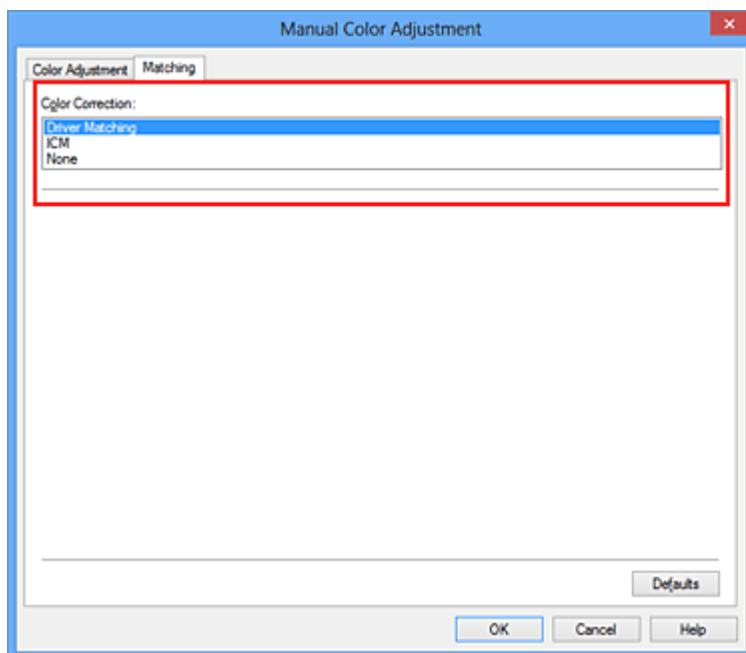 Manual Color Adjustment
Color Adjustment Matching
Color Correction:
Driver Matching
ICM
None
Defaults
OK Cancel Help